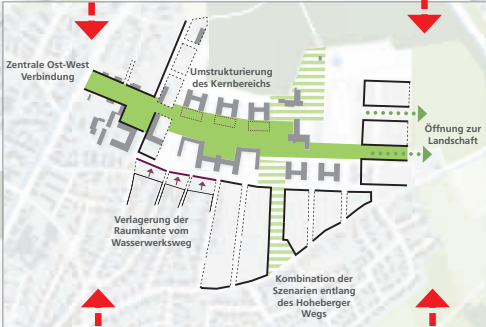 Zentrale Ost-West
Verbindung
Umstrukturierung
des Kernbereichs
Öffnung zur
Landschaft
Verlagerung der
Raumkante vom
Wasserwerksweg
Kombination der
Szenarien entlang
des Hoheberger
Wegs